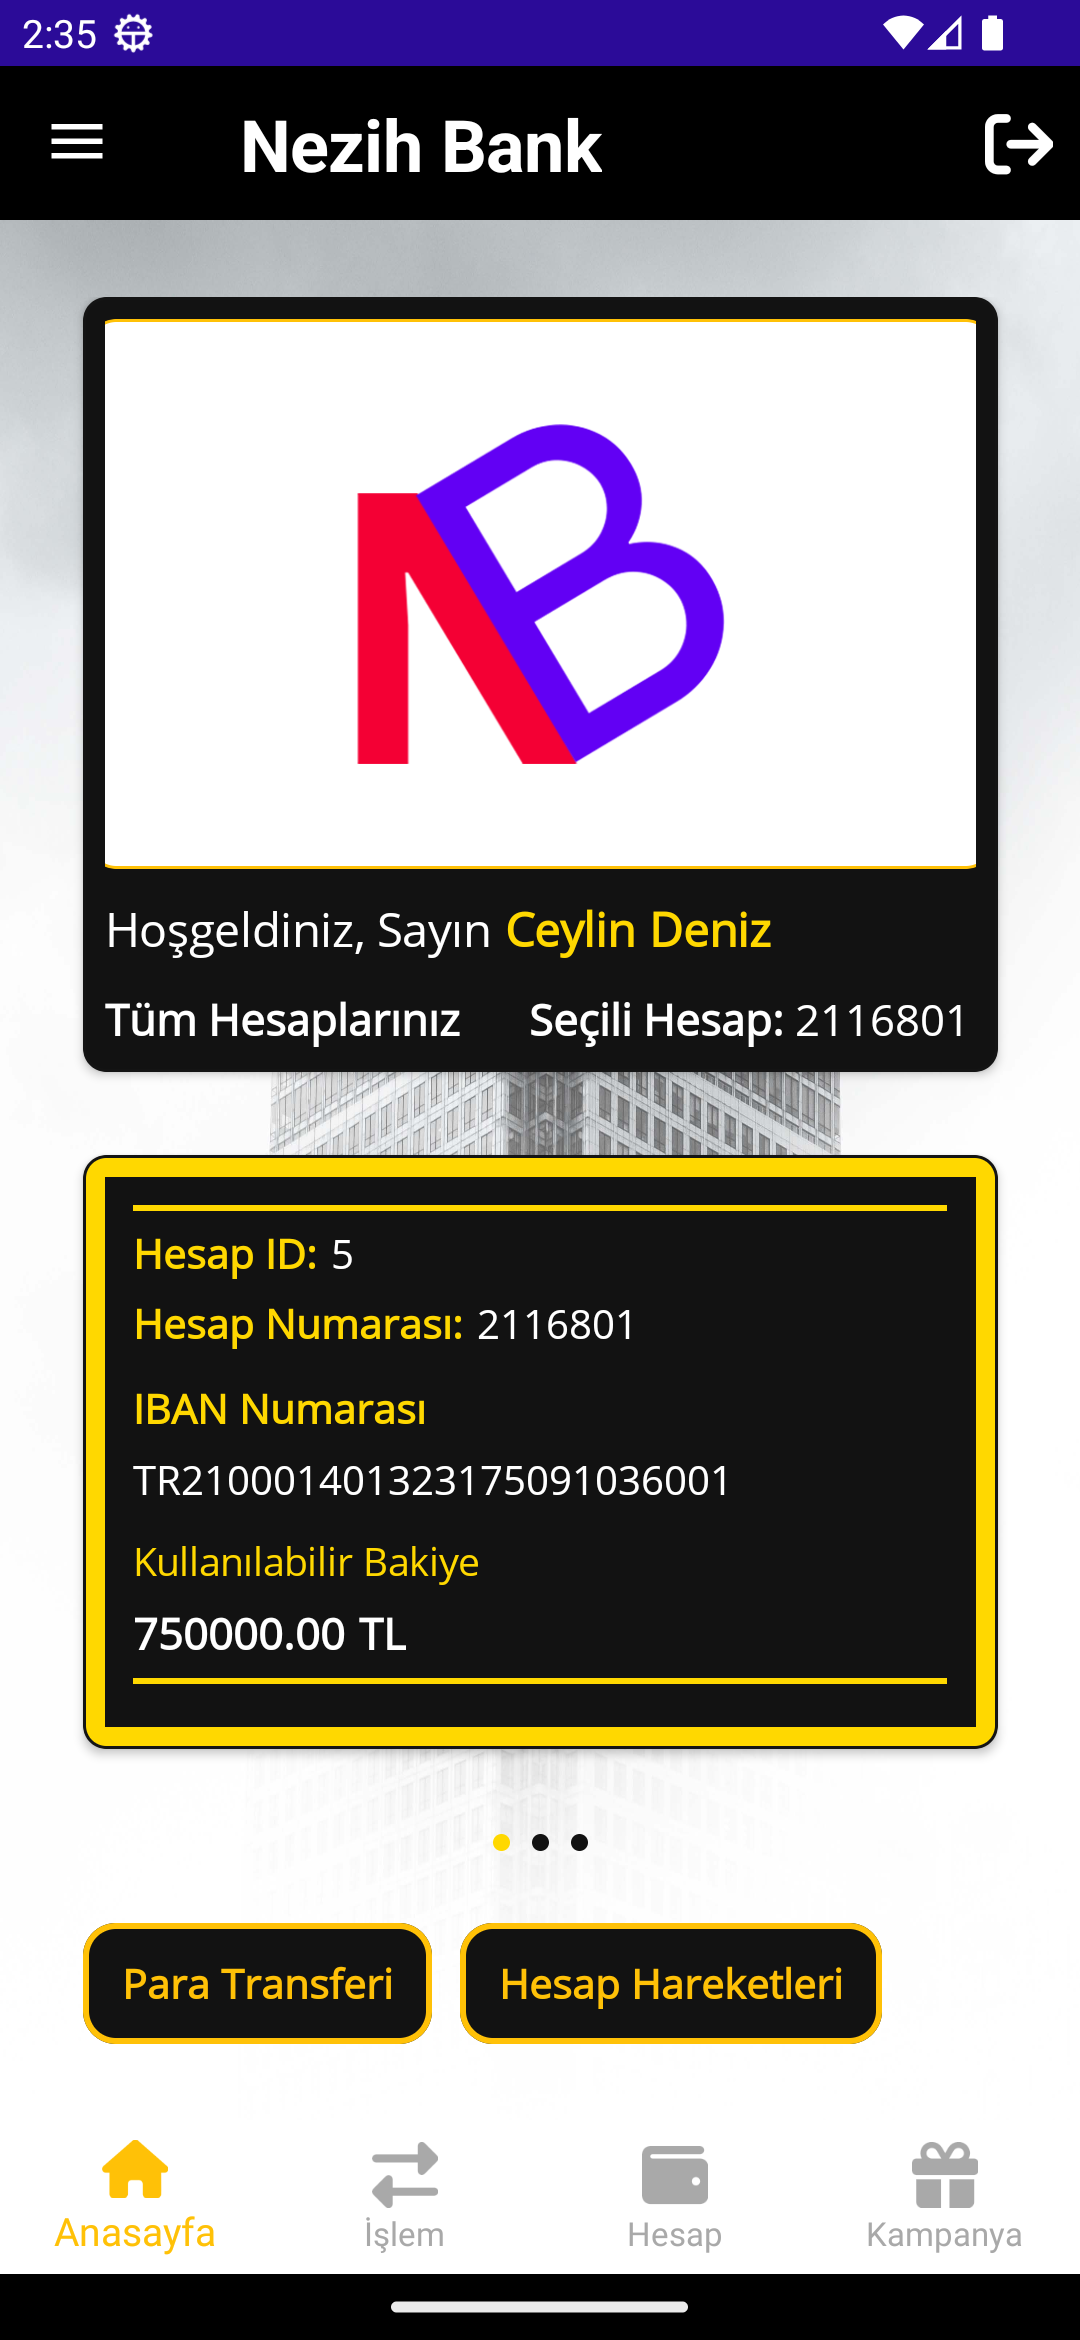 2:35
Nezih Bank
NB
Hoşgeldiniz, Sayın Ceylin Deniz
Tüm Hesaplarınız Seçili Hesap: 2116801
Hesap ID: 5
Hesap Numarası: 2116801
IBAN Numarası
TR210001401323175091036001
Kullanılabilir Bakiye
750000.00 TL
Para Transferi Hesap Hareketleri
Anasayfa İşlem Hesap Kampanya